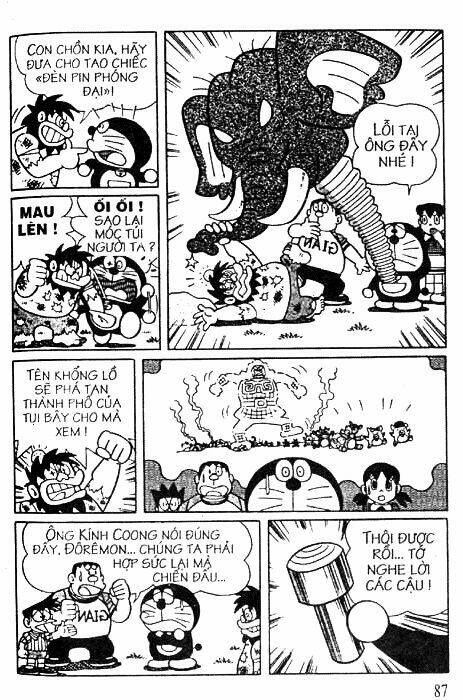 CON CHỒN KIA, HÃY
ĐƯA CHO TAO CHIẾC
«ĐÈN PIN PHÓNG
ĐẠI»!
LỖI TẠI
ÔNG ĐẤY
NHÉ!
GIAN
MAU
LÊN!
ỐI ỐI!
SAO LẠI
MÓC TÚI
NGƯỜI TA?
TÊN KHỔNG LỒ
SẼ PHÁ TAN
THÀNH PHỐ CỦA
TỤI BÂY CHO MÀ
XEM!
ÔNG KÍNH COONG NÓI ĐÚNG
ĐẤY, ĐÔRÊMON... CHÚNG TA PHẢI
HỢP SỨC LẠI MÀ
CHIẾN ĐẤU...
GIAN
THÔI ĐƯỢC
RỒI... TỚ
NGHE LỜI
CÁC CẬU!
87